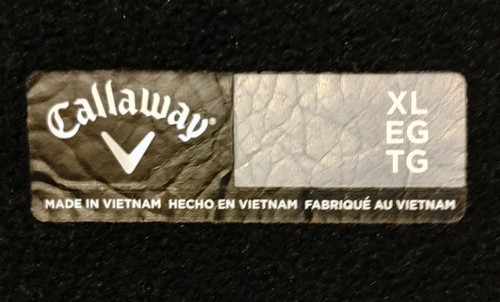 Callaway®
XL
EG
TG
MADE IN VIETNAM HECHO EN VIETNAM FABRIQUÉ AU VIETNAM